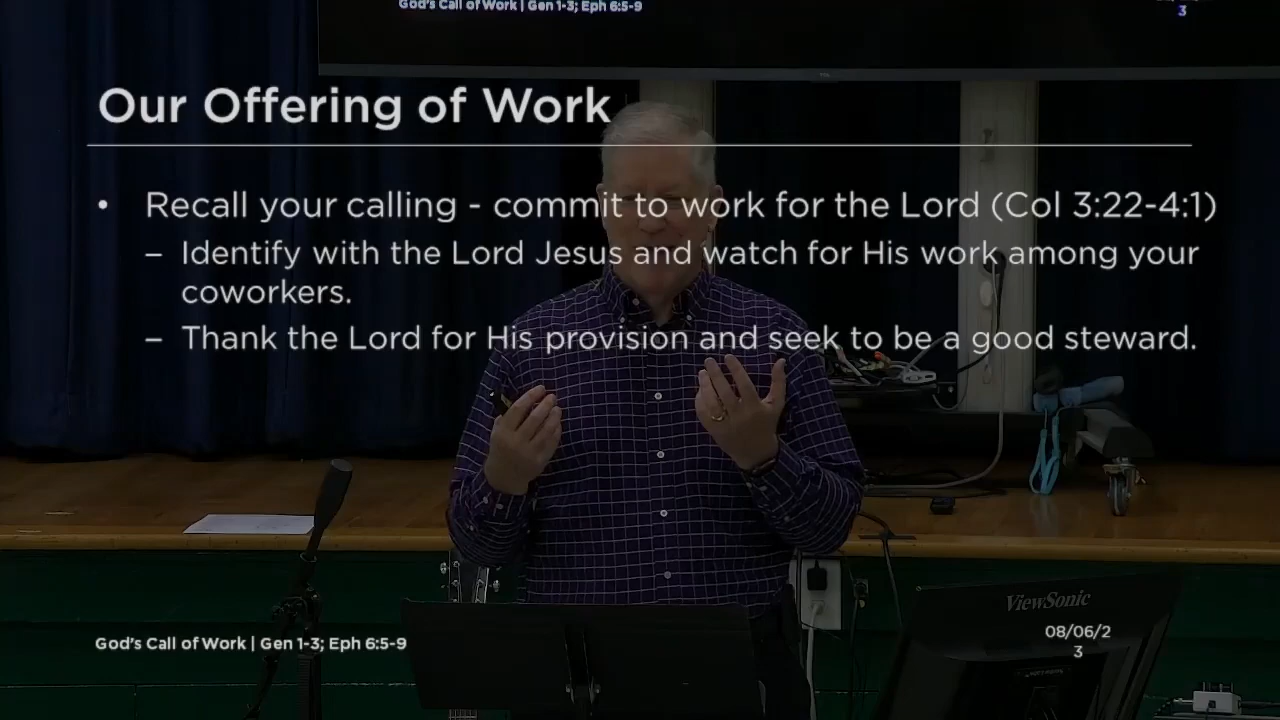 God's Call of Work | Gen 1-3; Eph 6:5-9
3
Our Offering of Work
• Recall your calling - commit to work for the Lord (Col 3:22-4:1)
– Identify with the Lord Jesus and watch for His work among your
coworkers.
– Thank the Lord for His provision and seek to be a good steward.
ViewSonic
God's Call of Work | Gen 1-3; Eph 6:5-9
08/06/2
3